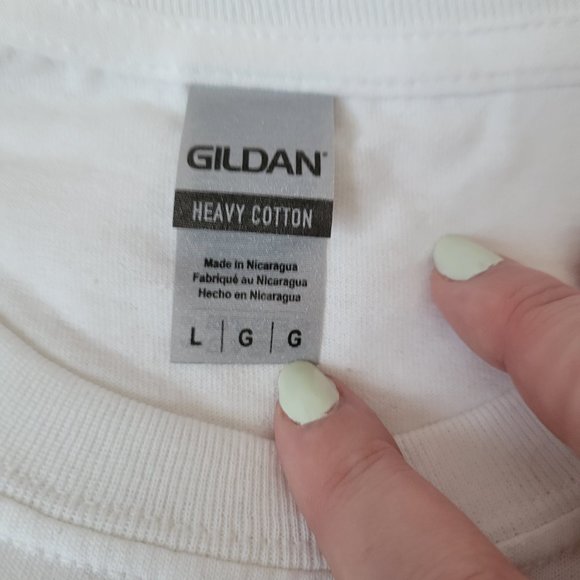 GILDAN®
HEAVY COTTON
Made in Nicaragua
Fabriqué au Nicaragua
Hecho en Nicaragua
L | G | G